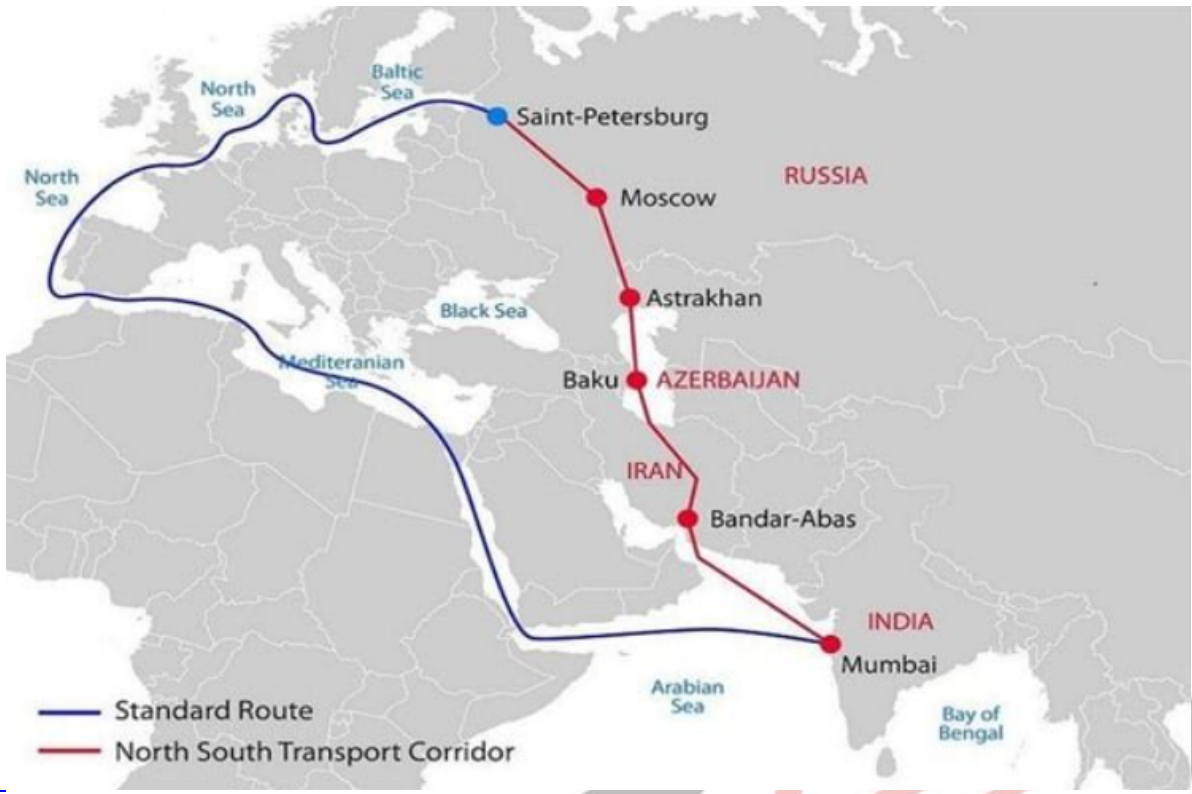 Baltic
Sea
North
Sea
Saint-Petersburg
North
Sea
RUSSIA
Moscow
Astrakhan
Black Sea
Mediteranian
Sea
Baku
AZERBAIJAN
IRAN
Bandar-Abas
INDIA
Mumbai
Arabian
Sea
Bay of
Bengal
Standard Route
North South Transport Corridor